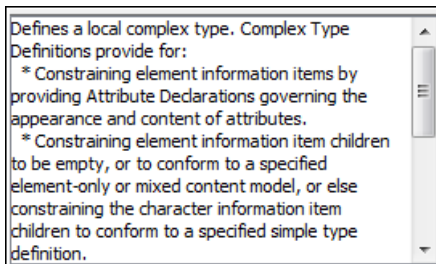 Defines a local complex type. Complex Type
Definitions provide for:
* Constraining element information items by
providing Attribute Declarations governing the
appearance and content of attributes.
* Constraining element information item children
to be empty, or to conform to a specified
element-only or mixed content model, or else
constraining the character information item
children to conform to a specified simple type
definition.